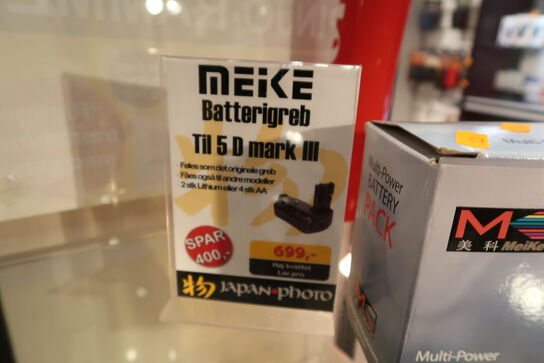 MEIKE
Batterigreb
Til 5 D mark III
· Føles som det originale greb
· Fåes også til andre modeller
· 2 stk Lithium eller 4 stk AA
SPAR
400,-
699,-
Høj kvalitet
Lav pris
JAPAN PHOTO
Multi-Power
BATTERY
PACK
美科 MeiKe
Multi-Power